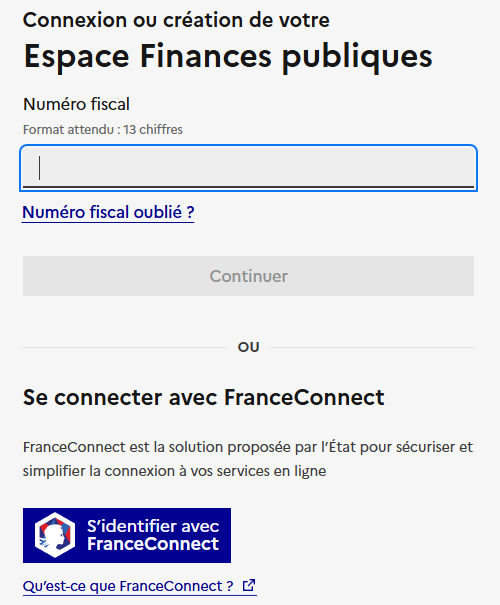 Connexion ou création de votre
Espace Finances publiques
Numéro fiscal
Format attendu : 13 chiffres
Numéro fiscal oublié ?
Continuer
OU
Se connecter avec FranceConnect
FranceConnect est la solution proposée par l’État pour sécuriser et
simplifier la connexion à vos services en ligne
S’identifier avec
FranceConnect
Qu’est-ce que FranceConnect ?